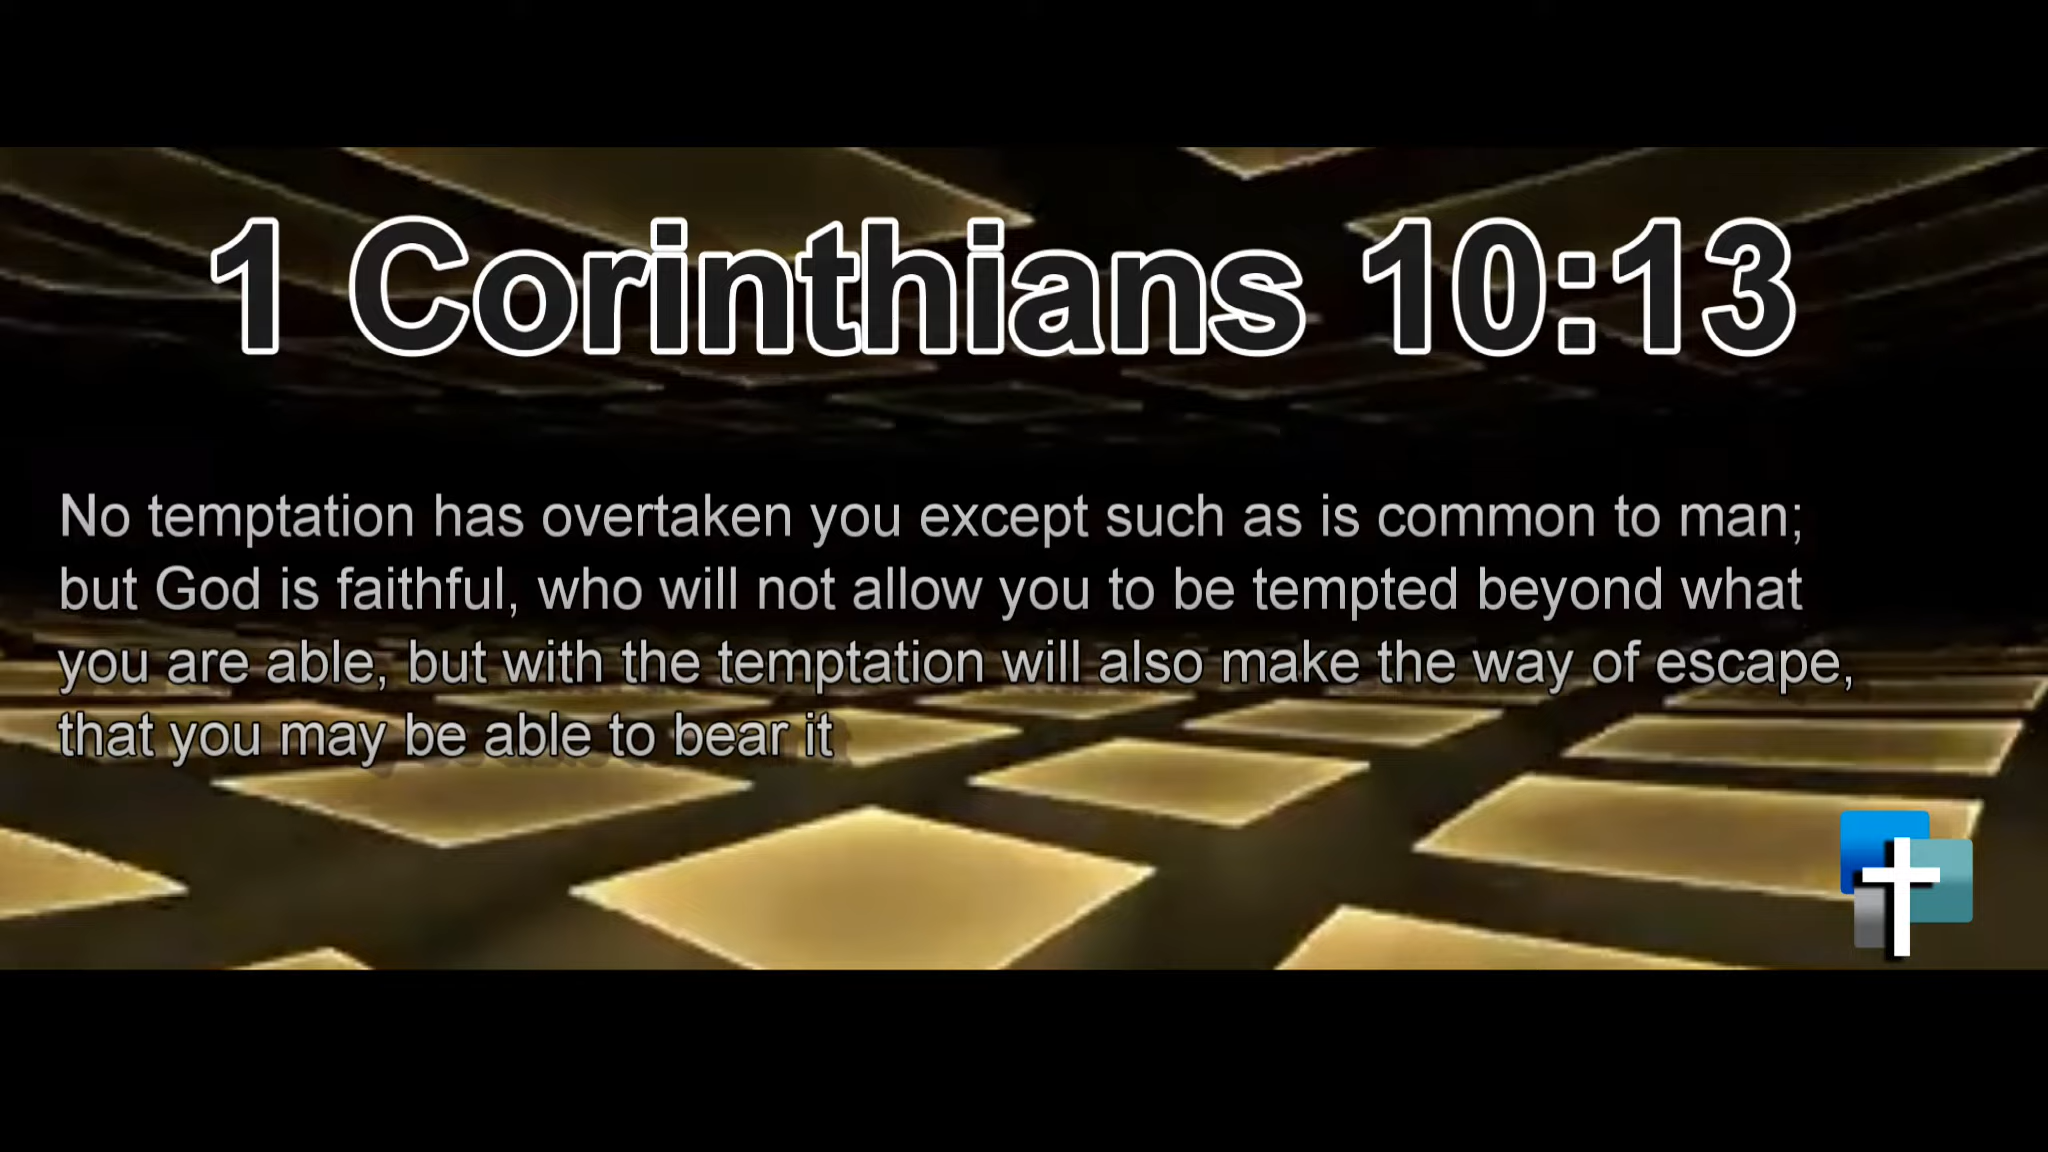 1 Corinthians 10:13
No temptation has overtaken you except such as is common to man;
but God is faithful, who will not allow you to be tempted beyond what
you are able, but with the temptation will also make the way of escape,
that you may be able to bear it